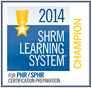 2014
SHRM
LEARNING
SYSTEM®
FOR PHR / SPHR
CERTIFICATION PREPARATION
CHAMPION